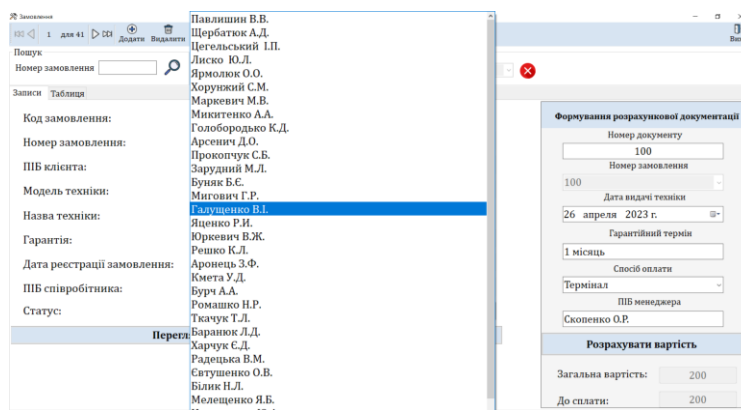 Замовлення
1 для 41
Додати
Видалити
Пошук
Номер замовлення
Записи
Таблиця
Код замовлення:
Номер замовлення:
ПІБ клієнта:
Модель техніки:
Назва техніки:
Гарантія:
Дата реєстрації замовлення:
ПІБ співробітника:
Статус:
Павлишин В.В.
Щербатюк А.Д.
Цегельський І.П.
Лиско Ю.Л.
Ярмолюк О.О.
Хорунжий С.М.
Маркевич М.В.
Микитенко А.А.
Голобородько К.Д.
Арсенич Д.О.
Прокопчук С.Б.
Зарудний М.Л.
Буняк Б.Є.
Мигович Г.Р.
Галущенко В.І.
Яценко Р.И.
Юркевич В.Ж.
Решко К.Л.
Аронець З.Ф.
Кмета У.Д.
Бурч А.А.
Ромашко Н.Р.
Ткачук Т.Л.
Баранюк Л.Д.
Харчук Є.Д.
Радецька В.М.
Євтушенко О.В.
Білик Н.Л.
Мелещенко Я.Б.
Формування розрахункової документації
Номер документу
100
Номер замовлення
100
Дата видачі техніки
26 апреля 2023 г.
Гарантійний термін
1 місяць
Спосіб оплати
Термінал
ПІБ менеджера
Скопенко О.Р.
Розрахувати вартість
Загальна вартість: 200
До сплати: 200